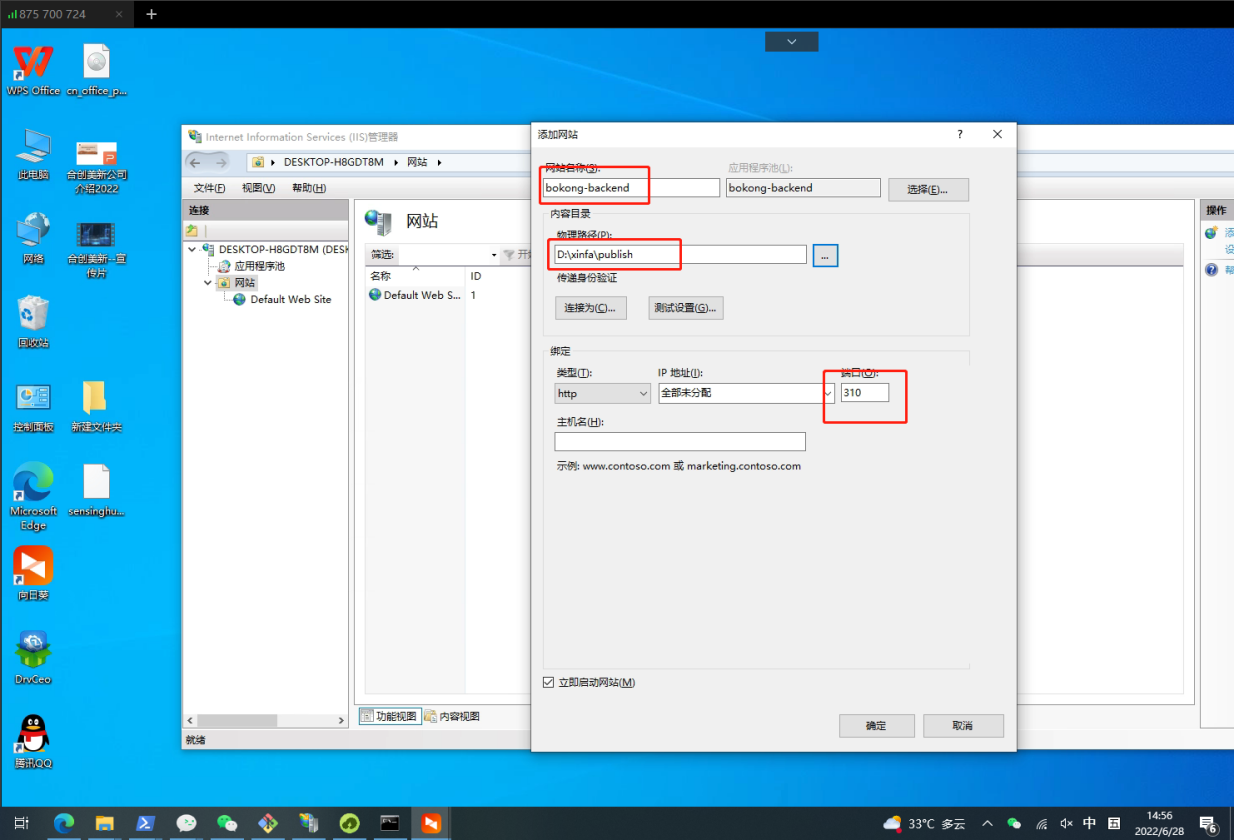 875 700 724
WPS Office
cn_office_p...
此电脑
合创美新公司
介绍2022
网络
合创美新--宣
传片
回收站
控制面板
新建文件夹
Microsoft
Edge
sensinghu...
向日葵
DrvCeo
腾讯QQ
Internet Information Services (IIS)管理器
DESKTOP-H8GDT8M
网站
文件(F)
视图(V)
帮助(H)
连接
DESKTOP-H8GDT8M (DESK
应用程序池
网站
Default Web Site
网站
筛选:
名称
ID
Default Web S...
1
功能视图
内容视图
就绪
操作
添加网站
?
网站名称(S):
应用程序池(L):
bokong-backend
bokong-backend
选择(E)...
内容目录
物理路径(P):
D:\xinfa\publish
...
传递身份验证
连接为(C)...
测试设置(G)...
绑定
类型(T):
IP 地址(I):
端口(O):
http
全部未分配
310
主机名(H):
示例: www.contoso.com 或 marketing.contoso.com
立即启动网站(M)
确定
取消
33°C 多云
中
14:56
2022/6/28
6